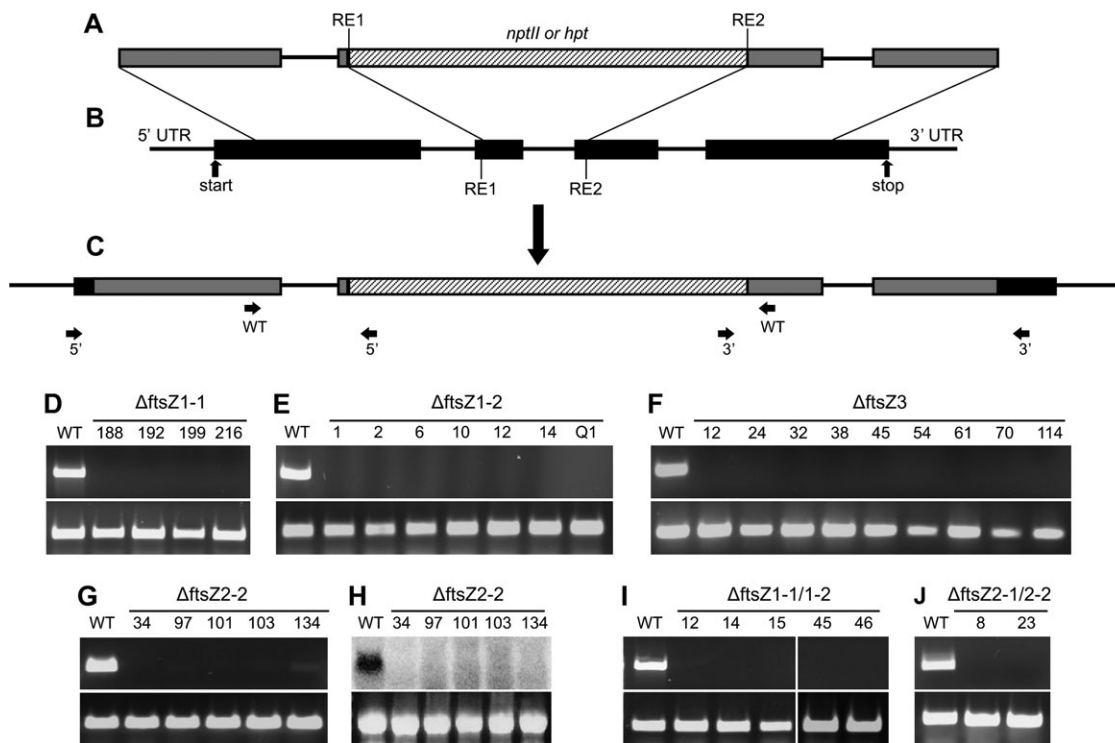 A
RE1
nptII or hpt
RE2
B
5' UTR
3' UTR
start
RE1
RE2
stop
C
WT
WT
5'
5'
3'
3'
D
ΔftsZ1-1
WT 188 192 199 216
E
ΔftsZ1-2
WT 1 2 6 10 12 14 Q1
F
ΔftsZ3
WT 12 24 32 38 45 54 61 70 114
G
ΔftsZ2-2
WT 34 97 101 103 134
H
ΔftsZ2-2
WT 34 97 101 103 134
I
ΔftsZ1-1/1-2
WT 12 14 15 45 46
J
ΔftsZ2-1/2-2
WT 8 23